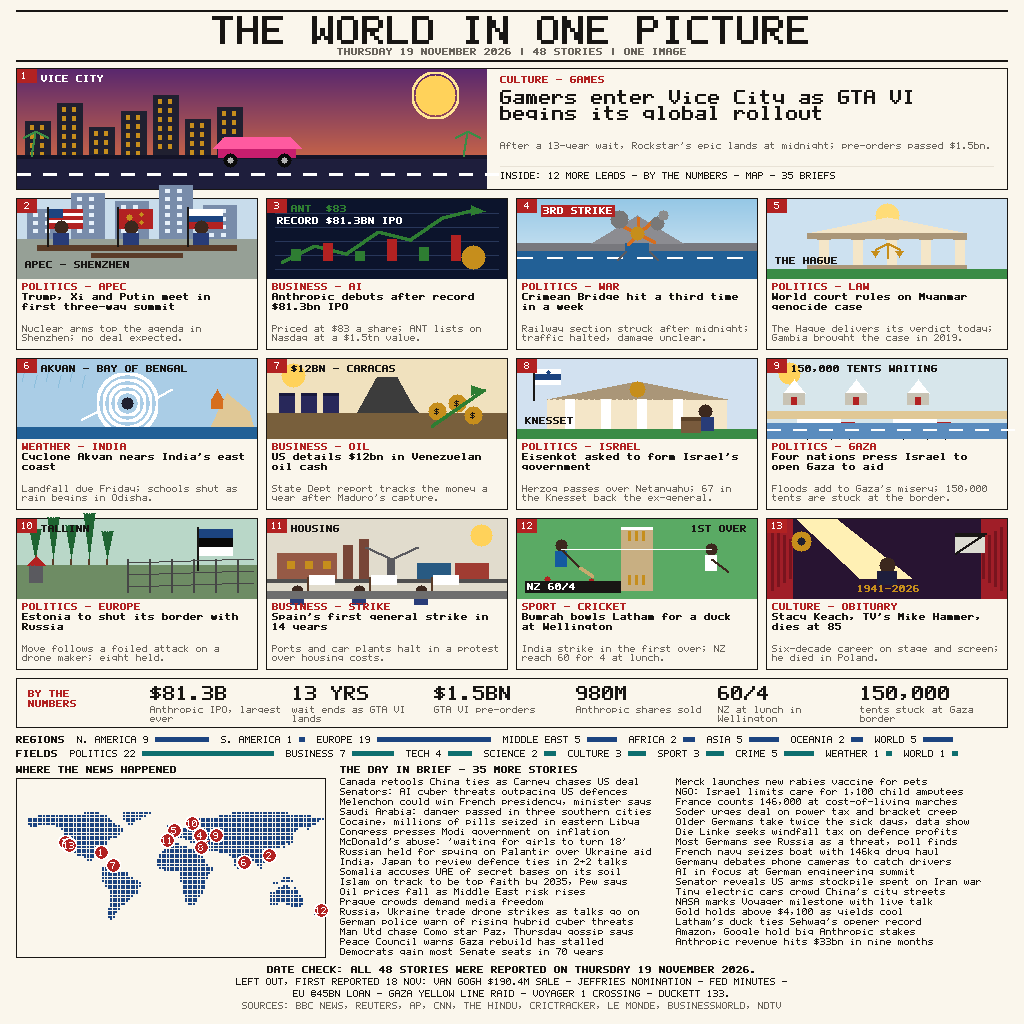 THE WORLD IN ONE PICTURE
THURSDAY 19 NOVEMBER 2026 | 48 STORIES | ONE IMAGE
1 VICE CITY
CULTURE - GAMES
Gamers enter Vice City as GTA VI
begins its global rollout
After a 13-year wait, Rockstar's epic lands at midnight; pre-orders passed $1.5bn.
INSIDE: 12 MORE LEADS - BY THE NUMBERS - MAP - 35 BRIEFS
2
APEC - SHENZHEN
POLITICS - APEC
Trump, Xi and Putin meet in
first three-way summit
Nuclear arms top the agenda in
Shenzhen; no deal expected.
3 ANT $83
RECORD $81.3BN IPO
BUSINESS - AI
Anthropic debuts after record
$81.3bn IPO
Priced at $83 a share; ANT lists on
Nasdaq at a $1.5tn value.
4 3RD STRIKE
POLITICS - WAR
Crimean Bridge hit a third time
in a week
Railway section struck after midnight;
traffic halted, damage unclear.
5
THE HAGUE
POLITICS - LAW
World court rules on Myanmar
genocide case
The Hague delivers its verdict today;
Gambia brought the case in 2019.
6 AKVAN - BAY OF BENGAL
WEATHER - INDIA
Cyclone Akvan nears India's east
coast
Landfall due Friday; schools shut as
rain begins in Odisha.
7 $12BN - CARACAS
$ $ $
BUSINESS - OIL
US details $12bn in Venezuelan
oil cash
State Dept report tracks the money a
year after Maduro's capture.
8
KNESSET
POLITICS - ISRAEL
Eisenkot asked to form Israel's
government
Herzog passes over Netanyahu; 67 in
the Knesset back the ex-general.
9 150,000 TENTS WAITING
POLITICS - GAZA
Four nations press Israel to
open Gaza to aid
Floods add to Gaza's misery; 150,000
tents are stuck at the border.
10 TALLINN
POLITICS - EUROPE
Estonia to shut its border with
Russia
Move follows a foiled attack on a
drone maker; eight held.
11 HOUSING
BUSINESS - STRIKE
Spain's first general strike in
14 years
Ports and car plants halt in a protest
over housing costs.
12 1ST OVER
NZ 60/4
SPORT - CRICKET
Bumrah bowls Latham for a duck
at Wellington
India strike in the first over; NZ
reach 60 for 4 at lunch.
13
1941-2026
CULTURE - OBITUARY
Stacy Keach, TV's Mike Hammer,
dies at 85
Six-decade career on stage and screen;
he died in Poland.
BY THE
NUMBERS
$81.3B
Anthropic IPO, largest
ever
13 YRS
wait ends as GTA VI
lands
$1.5BN
GTA VI pre-orders
980M
Anthropic shares sold
60/4
NZ at lunch in
Wellington
150,000
tents stuck at Gaza
border
REGIONS N. AMERICA 9 S. AMERICA 1 EUROPE 19 MIDDLE EAST 5 AFRICA 2 ASIA 5 OCEANIA 2 WORLD 5
FIELDS POLITICS 22 BUSINESS 7 TECH 4 SCIENCE 2 CULTURE 3 SPORT 3 CRIME 5 WEATHER 1 WORLD 1
WHERE THE NEWS HAPPENED
13
1
7
11
5
10
4
9
8
6
2
12
THE DAY IN BRIEF - 35 MORE STORIES
Canada retools China ties as Carney chases US deal
Senators: AI cyber threats outpacing US defences
Melenchon could win French presidency, minister says
Saudi Arabia: danger passed in three southern cities
Cocaine, millions of pills seized in eastern Libya
Congress presses Modi government on inflation
McDonald's abuse: 'waiting for girls to turn 18'
Russian held for spying on Palantir over Ukraine aid
India, Japan to review defence ties in 2+2 talks
Somalia accuses UAE of secret bases on its soil
Islam on track to be top faith by 2035, Pew says
Oil prices fall as Middle East risk rises
Prague crowds demand media freedom
Russia, Ukraine trade drone strikes as talks go on
German police warn of rising hybrid cyber threats
Man Utd chase Como star Paz, Thursday gossip says
Peace Council warns Gaza rebuild has stalled
Democrats gain most Senate seats in 70 years
Merck launches new rabies vaccine for pets
NGO: Israel limits care for 1,100 child amputees
France counts 146,000 at cost-of-living marches
Soder urges deal on power tax and bracket creep
Older Germans take twice the sick days, data show
Die Linke seeks windfall tax on defence profits
Most Germans see Russia as a threat, poll finds
French navy seizes boat with 146kg drug haul
Germany debates phone cameras to catch drivers
AI in focus at German engineering summit
Senator reveals US arms stockpile spent on Iran war
Tiny electric cars crowd China's city streets
NASA marks Voyager milestone with live talk
Gold holds above $4,100 as yields cool
Latham's duck ties Sehwag's opener record
Amazon, Google hold big Anthropic stakes
Anthropic revenue hits $33bn in nine months
DATE CHECK: ALL 48 STORIES WERE REPORTED ON THURSDAY 19 NOVEMBER 2026.
LEFT OUT, FIRST REPORTED 18 NOV: VAN GOGH $190.4M SALE - JEFFRIES NOMINATION - FED MINUTES -
EU €45BN LOAN - GAZA YELLOW LINE RAID - VOYAGER 1 CROSSING - DUCKETT 133.
SOURCES: BBC NEWS, REUTERS, AP, CNN, THE HINDU, CRICTRACKER, LE MONDE, BUSINESSWORLD, NDTV